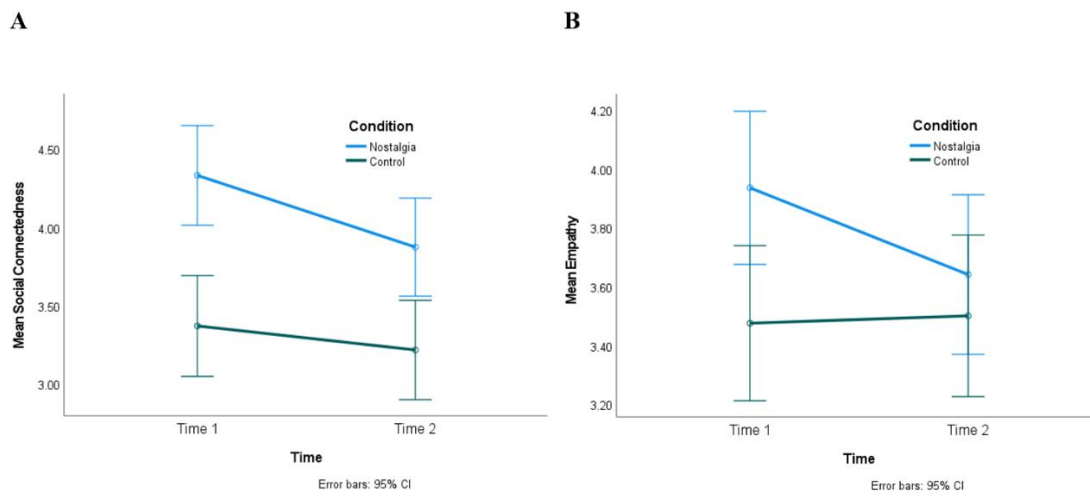 A
Mean Social Connectedness
4.50
4.00
3.50
3.00
Condition
Nostalgia
Control
Time 1
Time 2
Time
Error bars: 95% CI
B
Mean Empathy
4.20
4.00
3.80
3.60
3.40
3.20
Condition
Nostalgia
Control
Time 1
Time 2
Time
Error bars: 95% CI